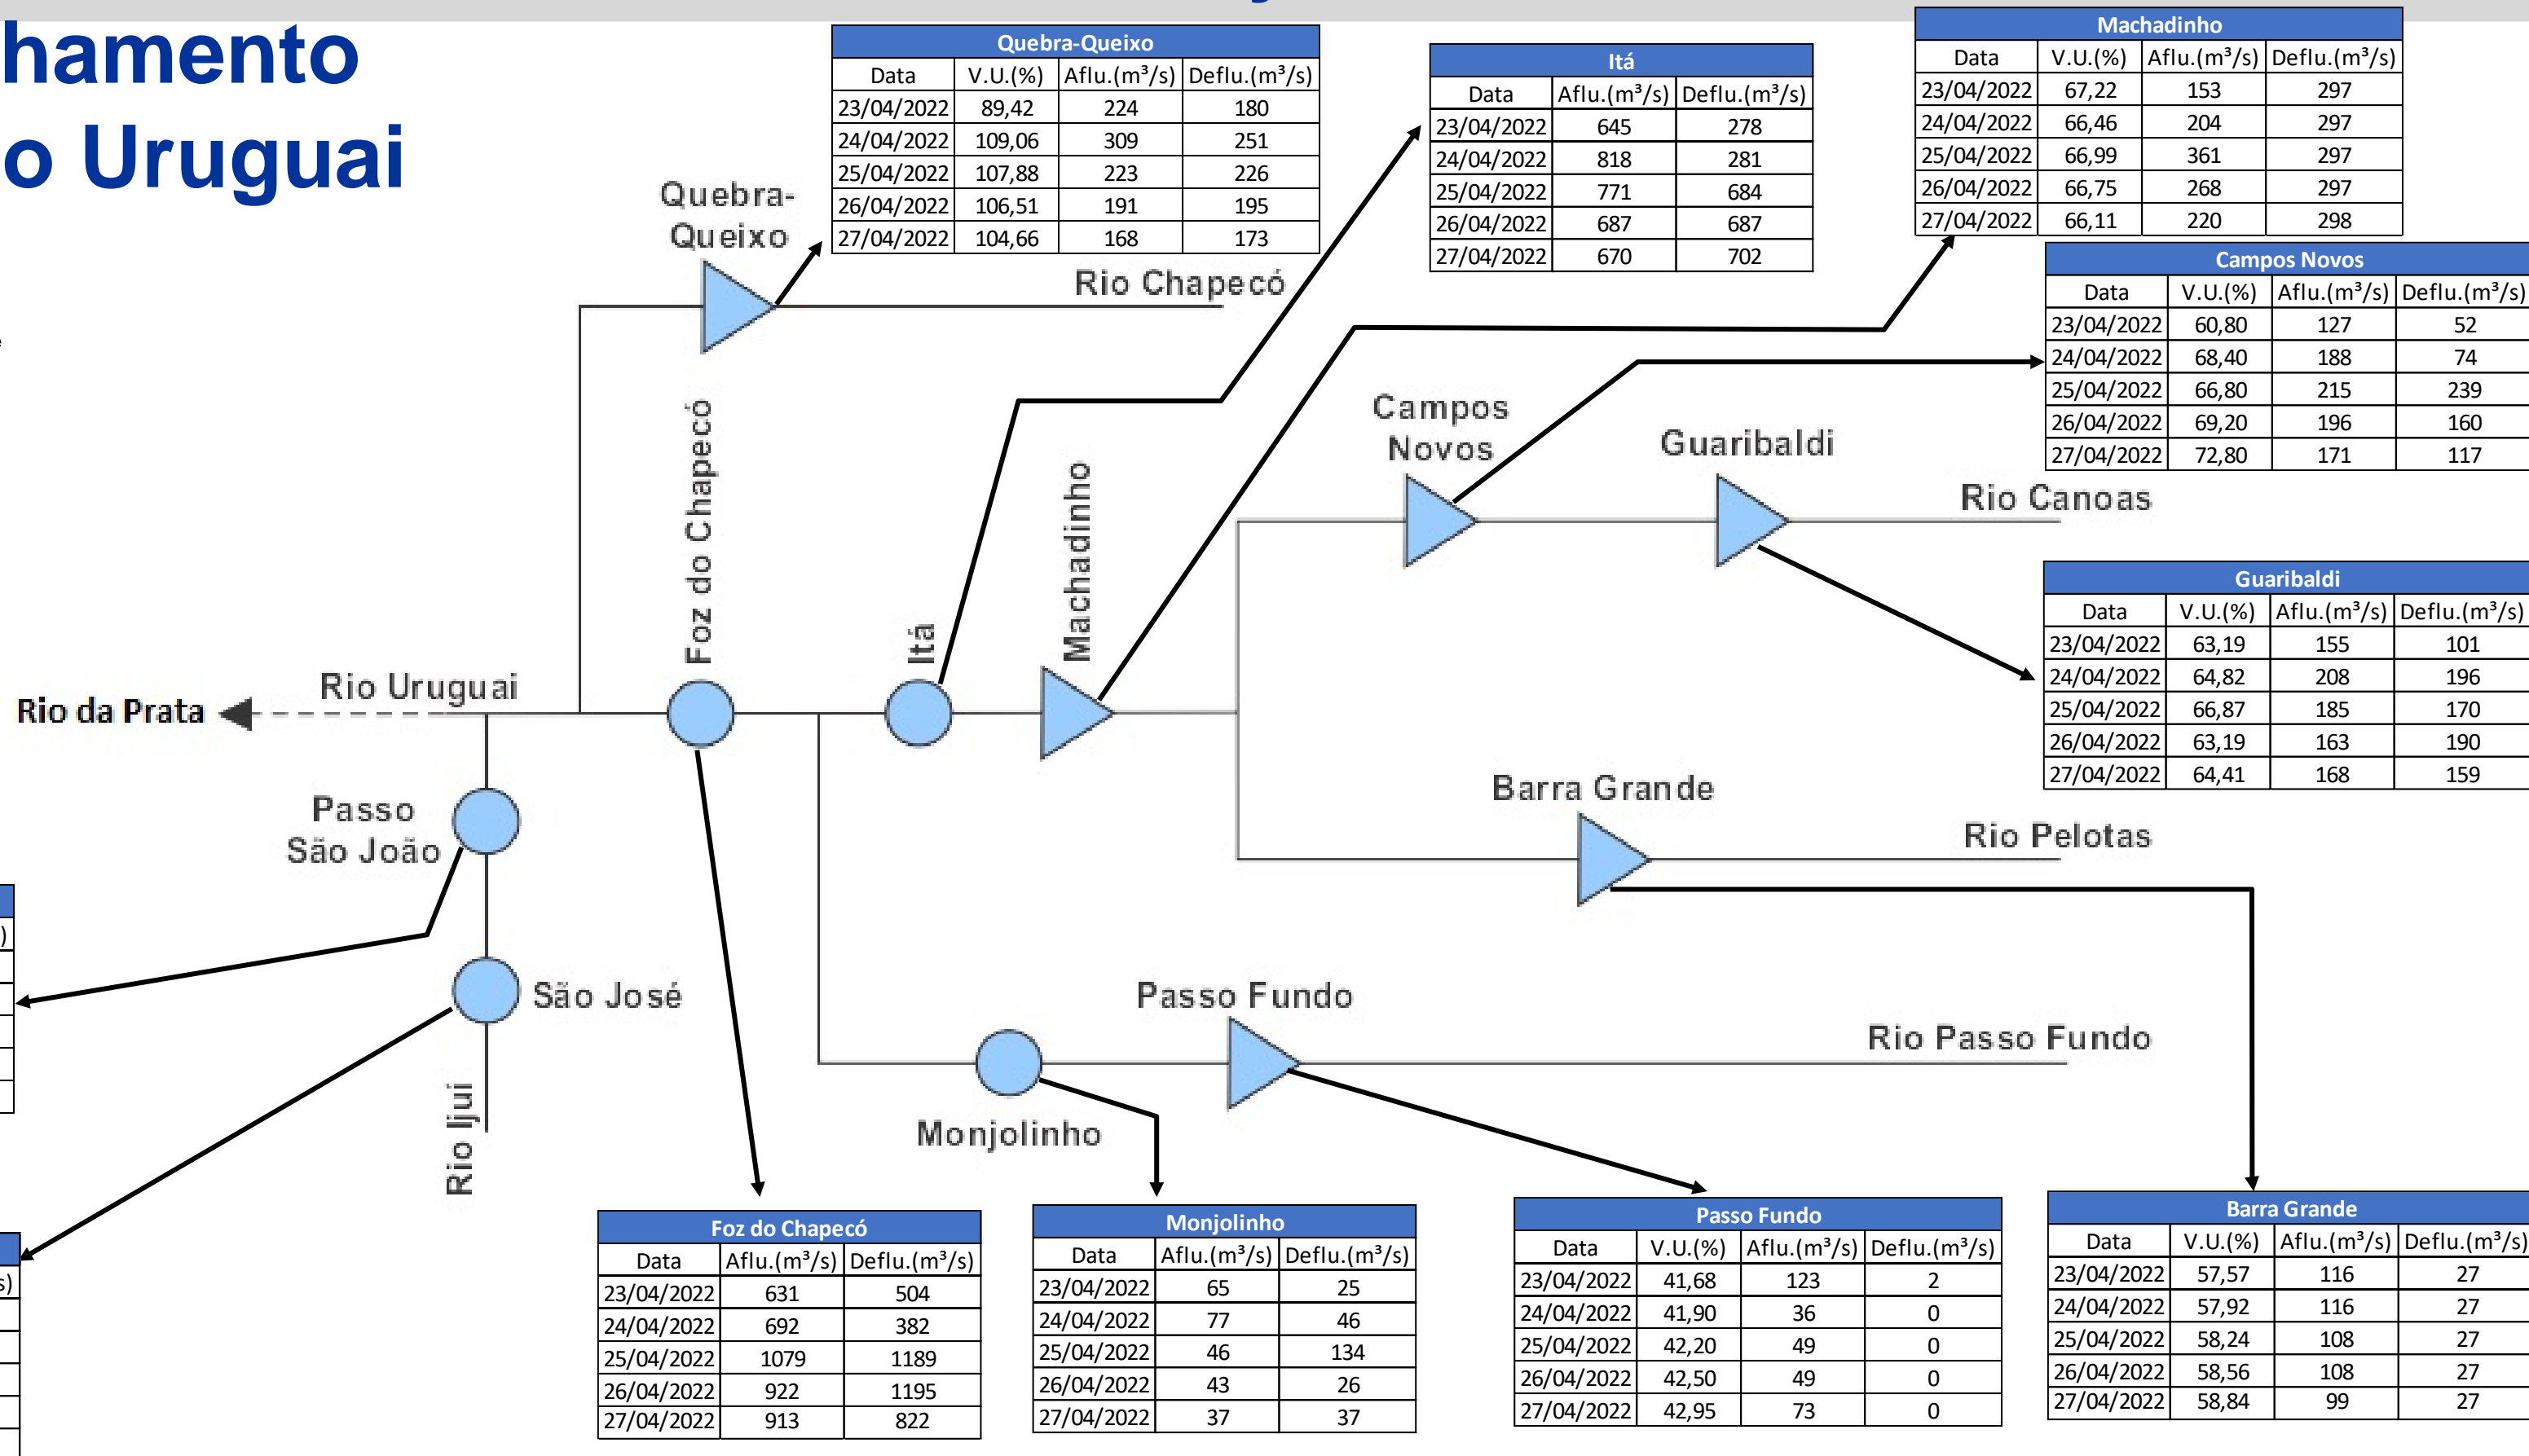 hamento
o Uruguai
Quebra-Queixo
Data V.U.(%) Aflu.(m³/s) Deflu.(m³/s)
23/04/2022 89,42 224 180
24/04/2022 109,06 309 251
25/04/2022 107,88 223 226
26/04/2022 106,51 191 195
27/04/2022 104,66 168 173
Itá
Data Aflu.(m³/s) Deflu.(m³/s)
23/04/2022 645 278
24/04/2022 818 281
25/04/2022 771 684
26/04/2022 687 687
27/04/2022 670 702
Machadinho
Data V.U.(%) Aflu.(m³/s) Deflu.(m³/s)
23/04/2022 67,22 153 297
24/04/2022 66,46 204 297
25/04/2022 66,99 361 297
26/04/2022 66,75 268 297
27/04/2022 66,11 220 298
Campos Novos
Data V.U.(%) Aflu.(m³/s) Deflu.(m³/s)
23/04/2022 60,80 127 52
24/04/2022 68,40 188 74
25/04/2022 66,80 215 239
26/04/2022 69,20 196 160
27/04/2022 72,80 171 117
Quebra-
Queixo
Rio Chapecó
Foz do Chapecó
Itá
Machadinho
Campos
Novos
Guaribaldi
Rio Canoas
Guaribaldi
Data V.U.(%) Aflu.(m³/s) Deflu.(m³/s)
23/04/2022 63,19 155 101
24/04/2022 64,82 208 196
25/04/2022 66,87 185 170
26/04/2022 63,19 163 190
27/04/2022 64,41 168 159
Rio Uruguai
Rio da Prata
Passo
São João
Barra Grande
Rio Pelotas
São José
Passo Fundo
Rio Passo Fundo
Monjolinho
Rio Ijuí
Foz do Chapecó
Data Aflu.(m³/s) Deflu.(m³/s)
23/04/2022 631 504
24/04/2022 692 382
25/04/2022 1079 1189
26/04/2022 922 1195
27/04/2022 913 822
Monjolinho
Data Aflu.(m³/s) Deflu.(m³/s)
23/04/2022 65 25
24/04/2022 77 46
25/04/2022 46 134
26/04/2022 43 26
27/04/2022 37 37
Passo Fundo
Data V.U.(%) Aflu.(m³/s) Deflu.(m³/s)
23/04/2022 41,68 123 2
24/04/2022 41,90 36 0
25/04/2022 42,20 49 0
26/04/2022 42,50 49 0
27/04/2022 42,95 73 0
Barra Grande
Data V.U.(%) Aflu.(m³/s) Deflu.(m³/s)
23/04/2022 57,57 116 27
24/04/2022 57,92 116 27
25/04/2022 58,24 108 27
26/04/2022 58,56 108 27
27/04/2022 58,84 99 27